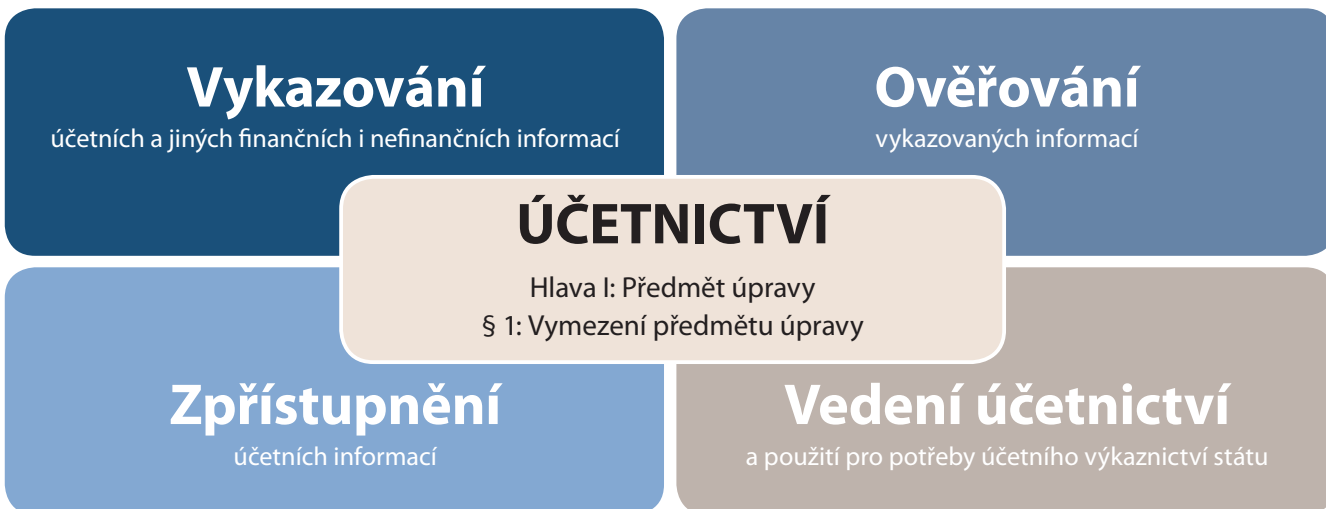 Vykazování
účetních a jiných finančních i nefinančních informací
Ověřování
vykazovaných informací
ÚČETNICTVÍ
Hlava I: Předmět úpravy
§ 1: Vymezení předmětu úpravy
Zpřístupnění
účetních informací
Vedení účetnictví
a použití pro potřeby účetního výkaznictví státu